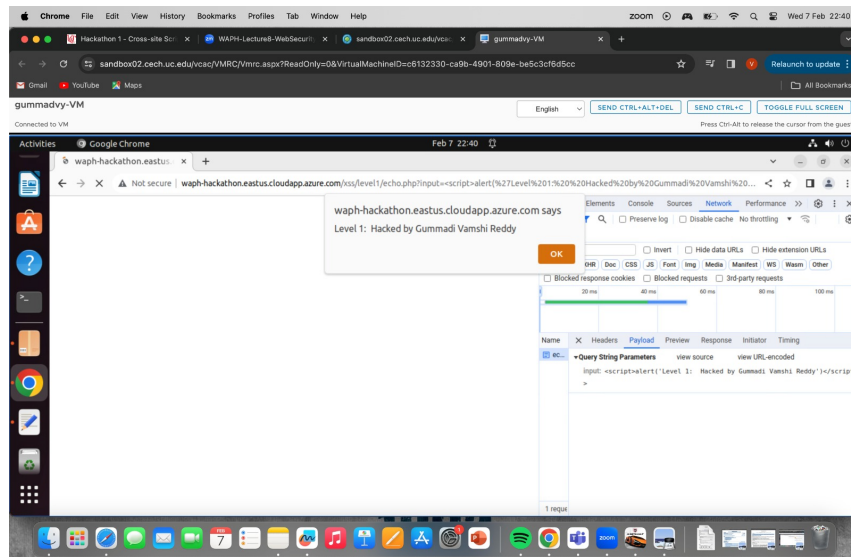 Chrome File Edit View History Bookmarks Profiles Tab Window Help
zoom
Wed 7 Feb 22:40
Hackathon 1 - Cross-site Scri
WAPH-Lecture8-WebSecurity
sandbox02.cech.uc.edu/vcac
gummadvy-VM
sandbox02.cech.uc.edu/vcac/VMRC/Vmrc.aspx?ReadOnly=0&VirtualMachineID=c6132330-ca9b-4901-809e-be5c3cf6d5cc
Relaunch to update
Gmail YouTube Maps
All Bookmarks
gummadvy-VM
English
SEND CTRL+ALT+DEL
SEND CTRL+C
TOGGLE FULL SCREEN
Connected to VM
Press Ctrl-Alt to release the cursor from the gues
Activities Google Chrome
Feb 7 22:40
waph-hackathon.eastus.
Not secure waph-hackathon.eastus.cloudapp.azure.com/xss/level1/echo.php?input=<script>alert(%27Level%201:%20%20Hacked%20by%20Gummadi%20Vamshi%20...
waph-hackathon.eastus.cloudapp.azure.com says
Level 1: Hacked by Gummadi Vamshi Reddy
OK
Elements Console Sources Network Performance
Preserve log Disable cache No throttling
Invert Hide data URLs Hide extension URLs
XHR Doc CSS JS Font Img Media Manifest WS Wasm Other
Blocked response cookies Blocked requests 3rd-party requests
20 ms 40 ms 60 ms 80 ms 100 ms
Name Headers Payload Preview Response Initiator Timing
ec...
Query String Parameters view source view URL-encoded
input: <script>alert('Level 1: Hacked by Gummadi Vamshi Reddy')</script
>
1 reque
FEB
7
zoom